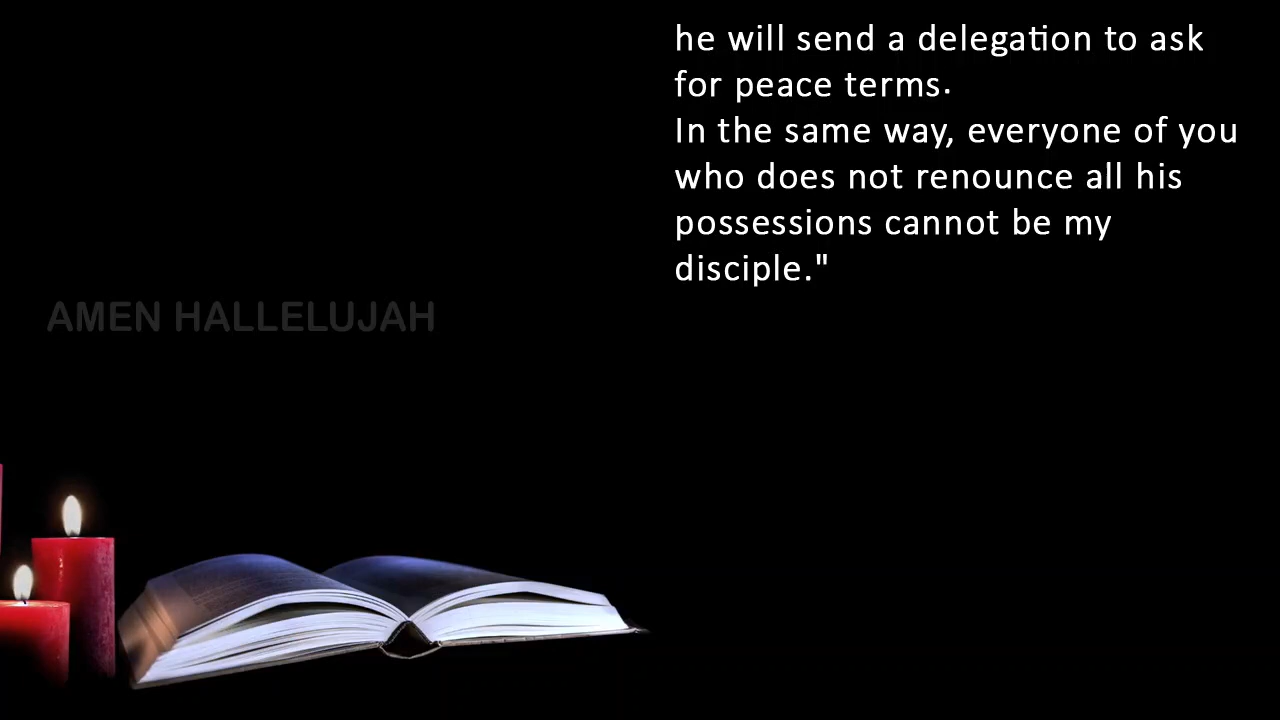 he will send a delegation to ask
for peace terms.
In the same way, everyone of you
who does not renounce all his
possessions cannot be my
disciple."
AMEN HALLELUJAH